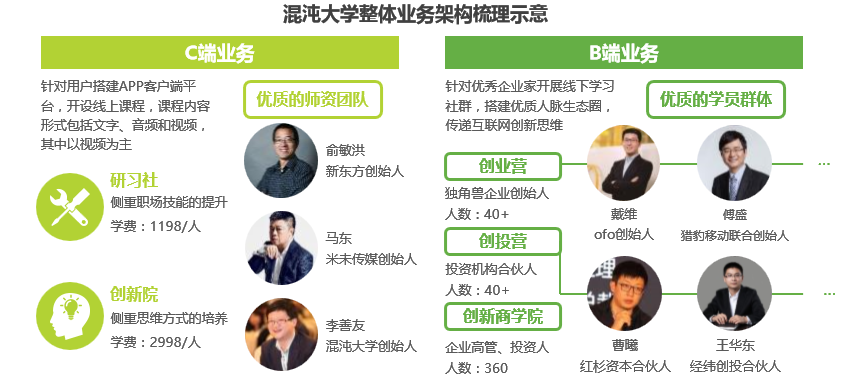 混沌大学整体业务架构梳理示意
C端业务
针对用户搭建APP客户端平
台，开设线上课程，课程内容
形式包括文字、音频和视频，
其中以视频为主
优质的师资团队
俞敏洪
新东方创始人
研习社
侧重职场技能的提升
学费：1198/人
马东
米未传媒创始人
创新院
侧重思维方式的培养
学费：2998/人
李善友
混沌大学创始人
B端业务
针对优秀企业家开展线下学习
社群，搭建优质人脉生态圈，
传递互联网创新思维
优质的学员群体
创业营
独角兽企业创始人
人数：40+
戴维
ofo创始人
傅盛
猎豹移动联合创始人
...
创投营
投资机构合伙人
人数：40+
创新商学院
企业高管、投资人
人数：360
曹曦
红杉资本合伙人
王华东
经纬创投合伙人
...